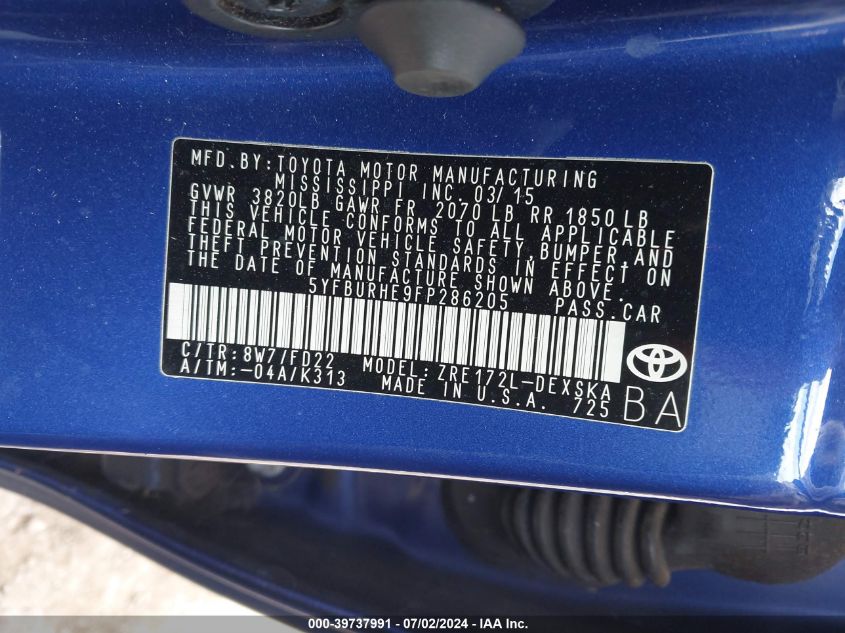 MFD.BY:TOYOTA MOTOR MANUFACTURING
MISSISSIPPI INC. 03/15
GVWR 3820LB GAWR FR 2070 LB RR 1850 LB
THIS VEHICLE CONFORMS TO ALL APPLICABLE
FEDERAL MOTOR VEHICLE SAFETY, BUMPER, AND
THEFT PREVENTION STANDARDS IN EFFECT ON
THE DATE OF MANUFACTURE SHOWN ABOVE.
5YFBURHE9FP286205 PASS.CAR
C/TR:8W7/FD22 MODEL:ZRE172L-DEXSKA
A/TM:-04A/K313 MADE IN U.S.A. 725
BA
000-39737991 - 07/02/2024 - IAA Inc.